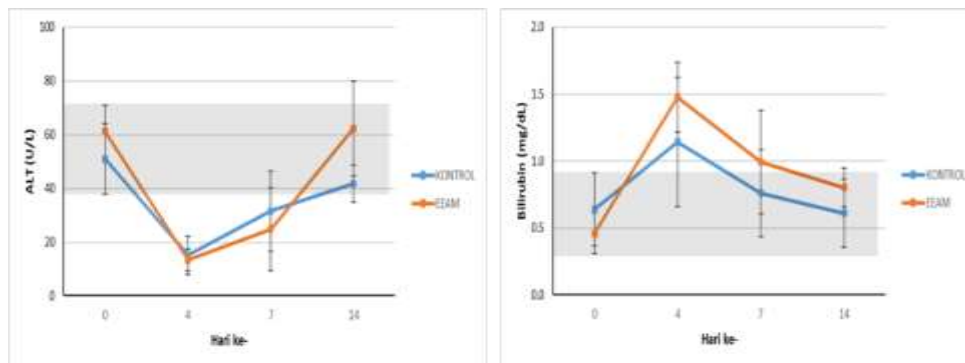 100
80
60
40
20
0
ALT (U/L)
0 4 7 14
Hari ke-
KONTROL
EEAM
2.0
1.5
1.0
0.5
0.0
Bilirubin (mg/dL)
0 4 7 14
Hari ke-
KONTROL
EEAM